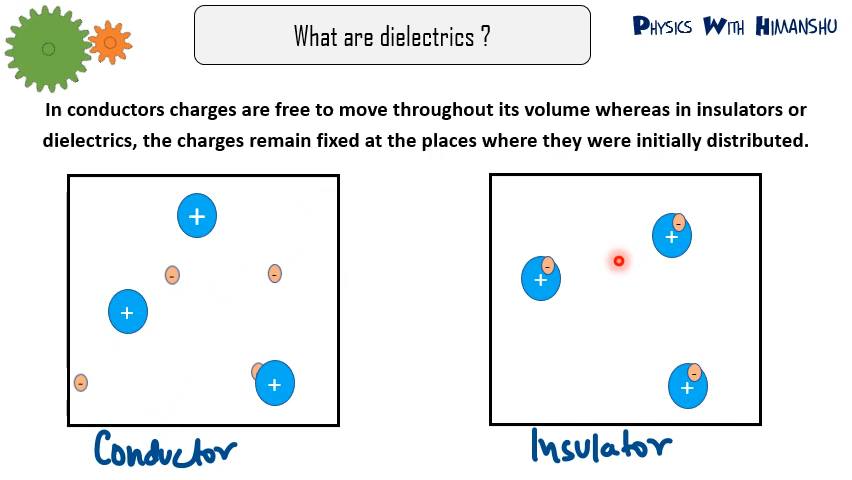 What are dielectrics ?
Physics With Himanshu
In conductors charges are free to move throughout its volume whereas in insulators or
dielectrics, the charges remain fixed at the places where they were initially distributed.
+
-
-
+
-
-
+
-
+
-
+
-
+
Conductor
Insulator